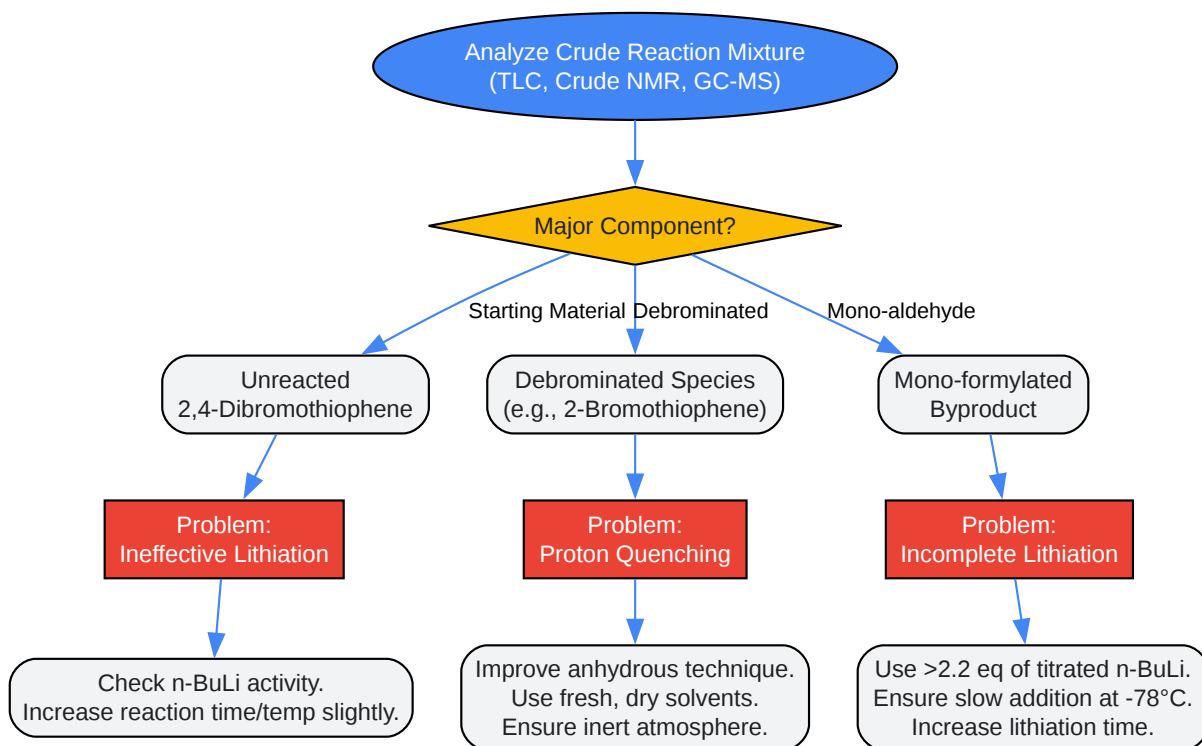 Analyze Crude Reaction Mixture
(TLC, Crude NMR, GC-MS)
Major Component?
Starting Material
Debrominated
Mono-aldehyde
Unreacted
2,4-Dibromothiophene
Debrominated Species
(e.g., 2-Bromothiophene)
Mono-formylated
Byproduct
Problem:
Ineffective Lithiation
Problem:
Proton Quenching
Problem:
Incomplete Lithiation
Check n-BuLi activity.
Increase reaction time/temp slightly.
Improve anhydrous technique.
Use fresh, dry solvents.
Ensure inert atmosphere.
Use >2.2 eq of titrated n-BuLi.
Ensure slow addition at -78°C.
Increase lithiation time.